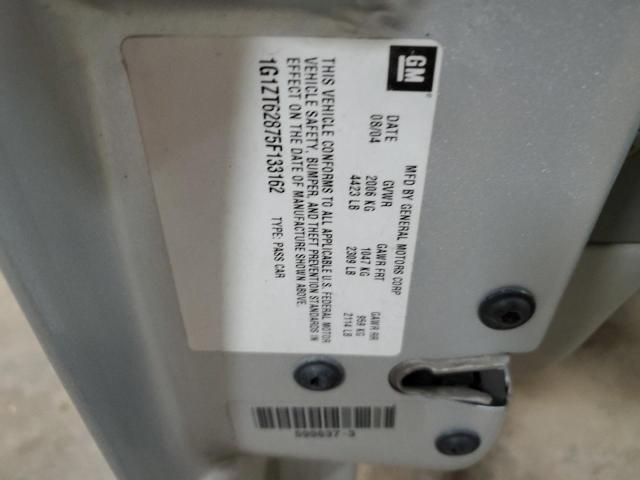 GM
MFD BY GENERAL MOTORS CORP
DATE GVWR GAWR FRT GAWR RR
08/04 2006 KG 1047 KG 959 KG
4423 LB 2309 LB 2114 LB
THIS VEHICLE CONFORMS TO ALL APPLICABLE U.S. FEDERAL MOTOR
VEHICLE SAFETY, BUMPER, AND THEFT PREVENTION STANDARDS IN
EFFECT ON THE DATE OF MANUFACTURE SHOWN ABOVE.
1G1ZT62875F133162 TYPE: PASS CAR
595637-3